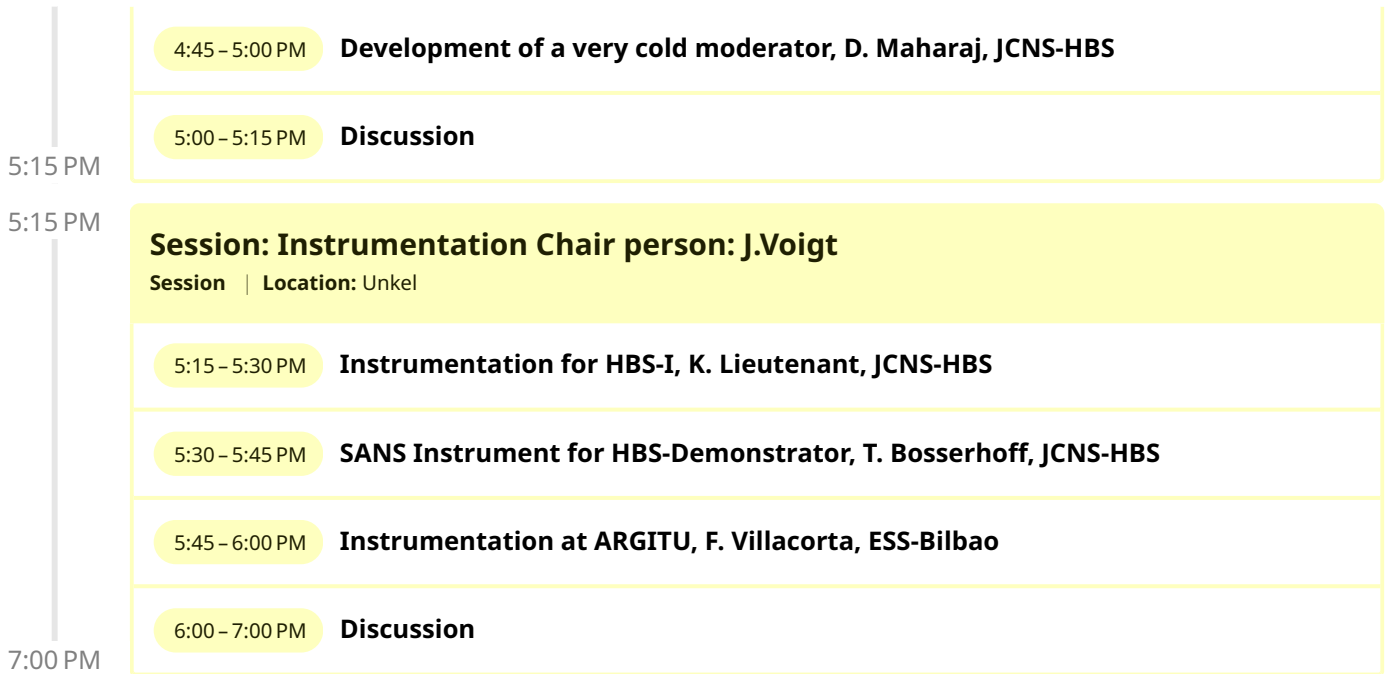 4:45 – 5:00 PM Development of a very cold moderator, D. Maharaj, JCNS-HBS
5:00 – 5:15 PM Discussion
5:15 PM
5:15 PM
Session: Instrumentation Chair person: J.Voigt
Session | Location: Unkel
5:15 – 5:30 PM Instrumentation for HBS-I, K. Lieutenant, JCNS-HBS
5:30 – 5:45 PM SANS Instrument for HBS-Demonstrator, T. Bosserhoff, JCNS-HBS
5:45 – 6:00 PM Instrumentation at ARGITU, F. Villacorta, ESS-Bilbao
6:00 – 7:00 PM Discussion
7:00 PM